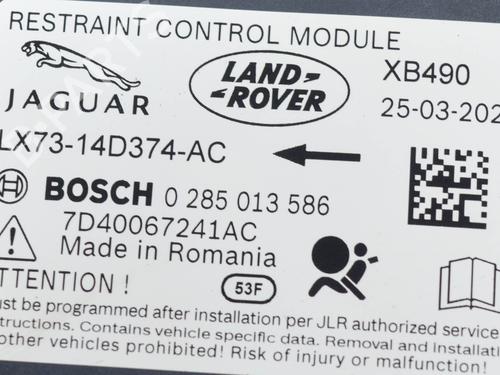 RESTRAINT CONTROL MODULE
JAGUAR
LAND-
ROVER
XB490
25-03-202
LX73-14D374-AC
BOSCH 0 285 013 586
7D40067241AC
Made in Romania
ATTENTION !
53F
ust be programmed after installation per JLR authorized service
tructions. Contains vehicle specific data. Removal and Installation
other vehicles prohibited! Risk of injury or malfunction!